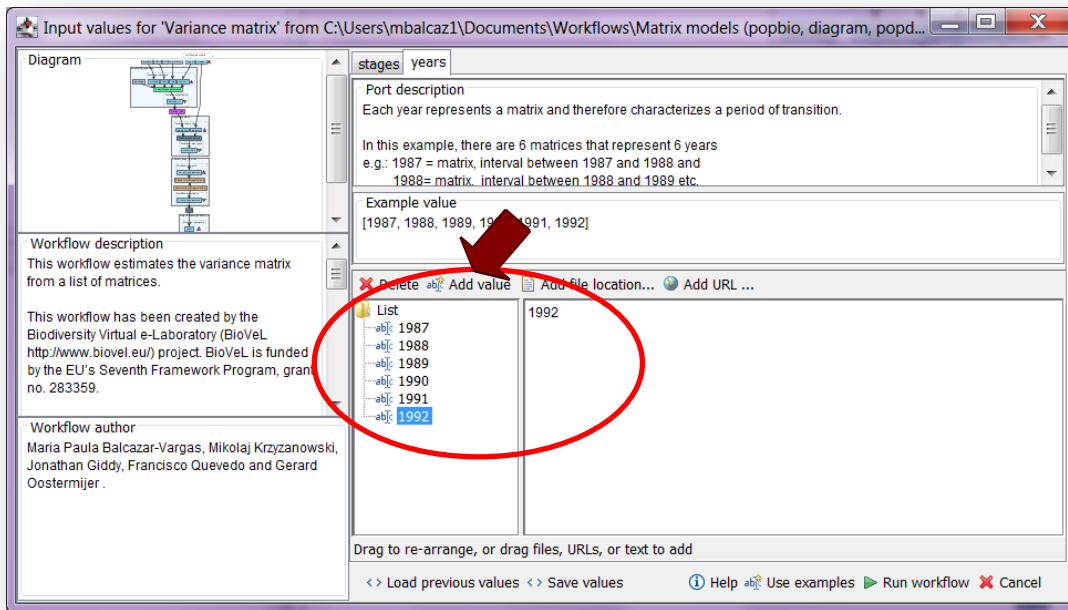 Input values for 'Variance matrix' from C:\Users\mbalcaz1\Documents\Workflows\Matrix models (popbio, diagram, popd...
Diagram
Workflow description
This workflow estimates the variance matrix
from a list of matrices.
This workflow has been created by the
Biodiversity Virtual e-Laboratory (BioVeL
http://www.biovel.eu/) project. BioVeL is funded
by the EU's Seventh Framework Program, grant
no. 283359.
Workflow author
Maria Paula Balcazar-Vargas, Mikolaj Krzyzanowski,
Jonathan Giddy, Francisco Quevedo and Gerard
Oostermijer .
stages years
Port description
Each year represents a matrix and therefore characterizes a period of transition.
In this example, there are 6 matrices that represent 6 years
e.g.: 1987 = matrix, interval between 1987 and 1988 and
1988= matrix, interval between 1988 and 1989 etc.
Example value
[1987, 1988, 1989, 1991, 1992]
Delete Add value Add file location... Add URL ...
List
1987
1988
1989
1990
1991
1992
1992
Drag to re-arrange, or drag files, URLs, or text to add
Load previous values Save values Help Use examples Run workflow Cancel